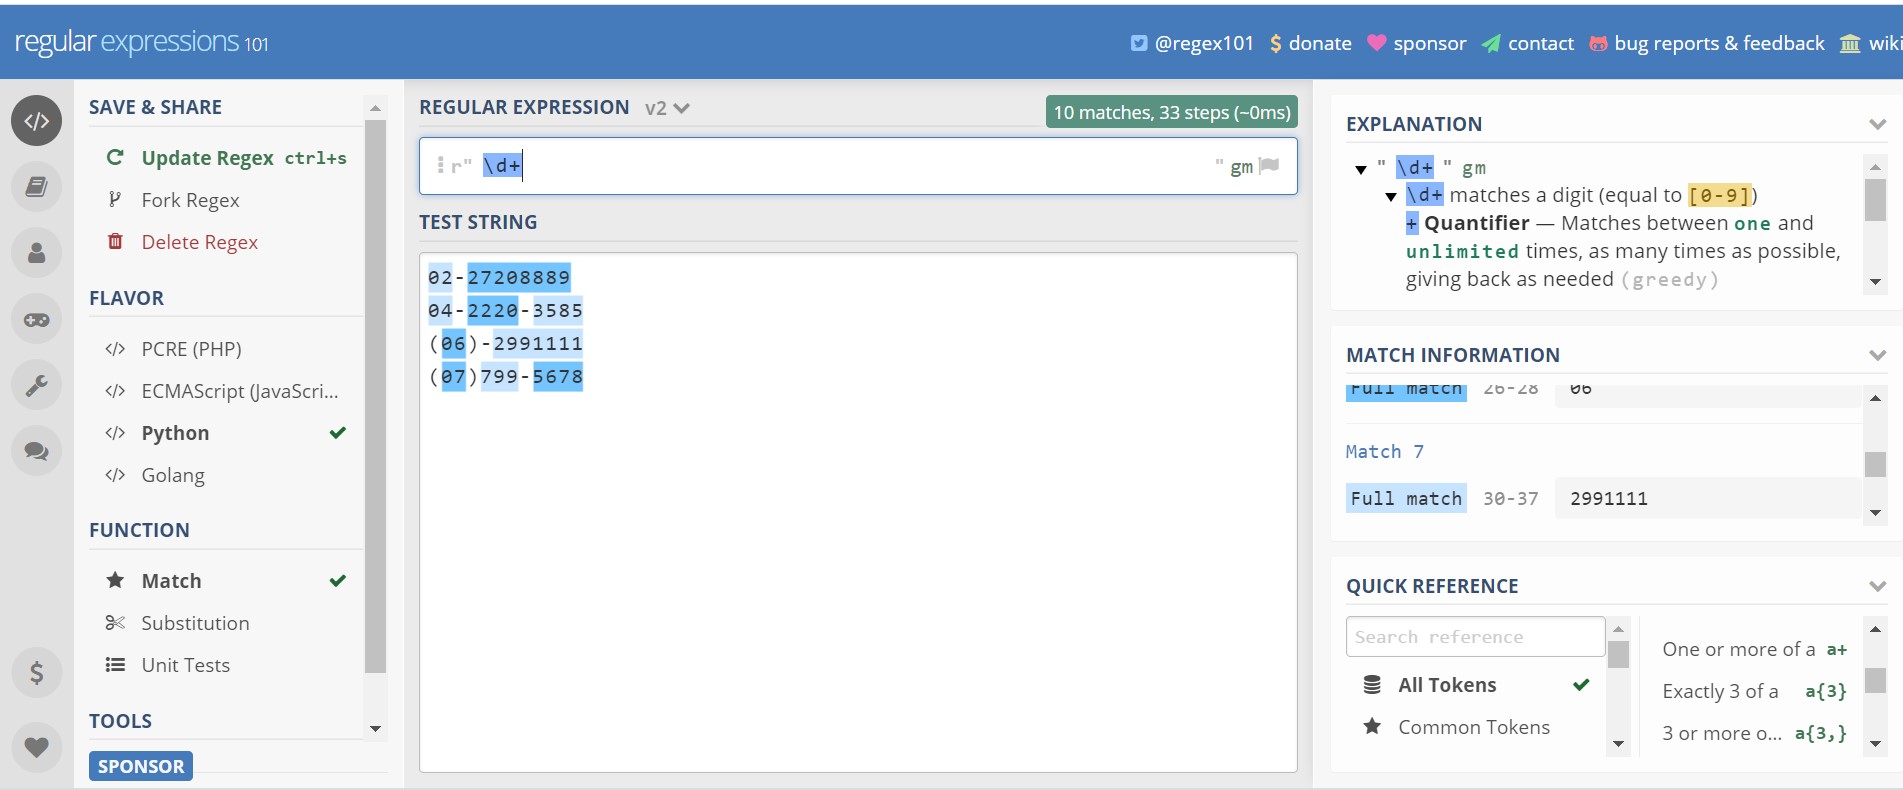 regular expressions 101
@regex101 $ donate sponsor contact bug reports & feedback wiki
SAVE & SHARE
Update Regex ctrl+s
Fork Regex
Delete Regex
FLAVOR
</> PCRE (PHP)
</> ECMAScript (JavaScri...
</> Python
</> Golang
FUNCTION
Match
Substitution
Unit Tests
TOOLS
SPONSOR
REGULAR EXPRESSION v2
10 matches, 33 steps (~0ms)
r" \d+ " gm
TEST STRING
02-27208889
04-2220-3585
(06)-2991111
(07)799-5678
EXPLANATION
" \d+ " gm
\d+ matches a digit (equal to [0-9])
+ Quantifier — Matches between one and
unlimited times, as many times as possible,
giving back as needed (greedy)
MATCH INFORMATION
Full match 26-28 06
Match 7
Full match 30-37 2991111
QUICK REFERENCE
Search reference
All Tokens
Common Tokens
One or more of a a+
Exactly 3 of a a{3}
3 or more o... a{3,}